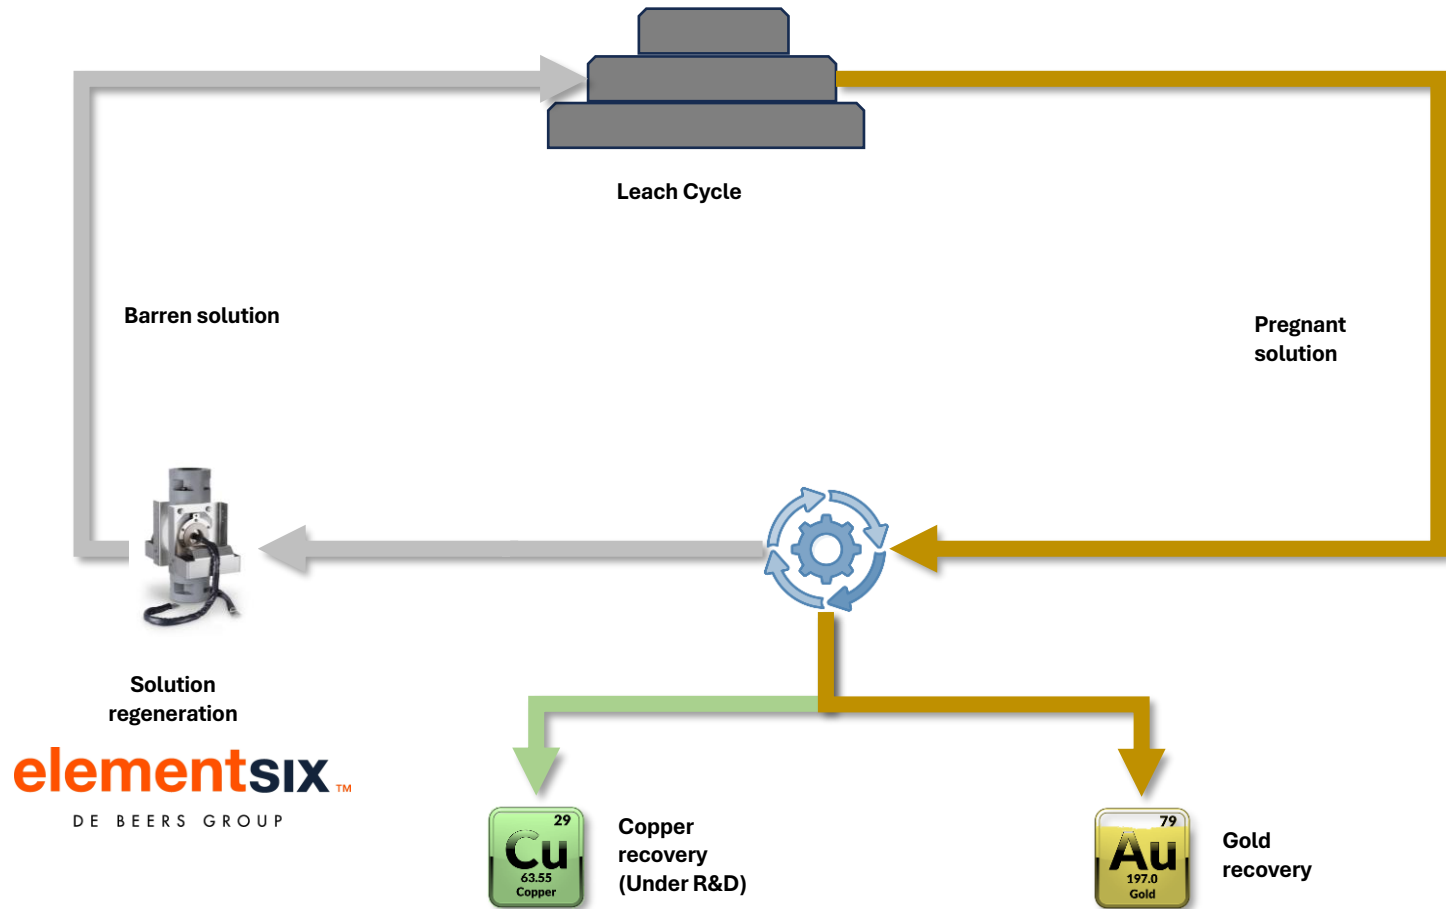 Leach Cycle
Barren solution
Pregnant
solution
Solution
regeneration
elementsix ™
DE BEERS GROUP
29
Cu
63.55
Copper
Copper
recovery
(Under R&D)
79
Au
197.0
Gold
Gold
recovery